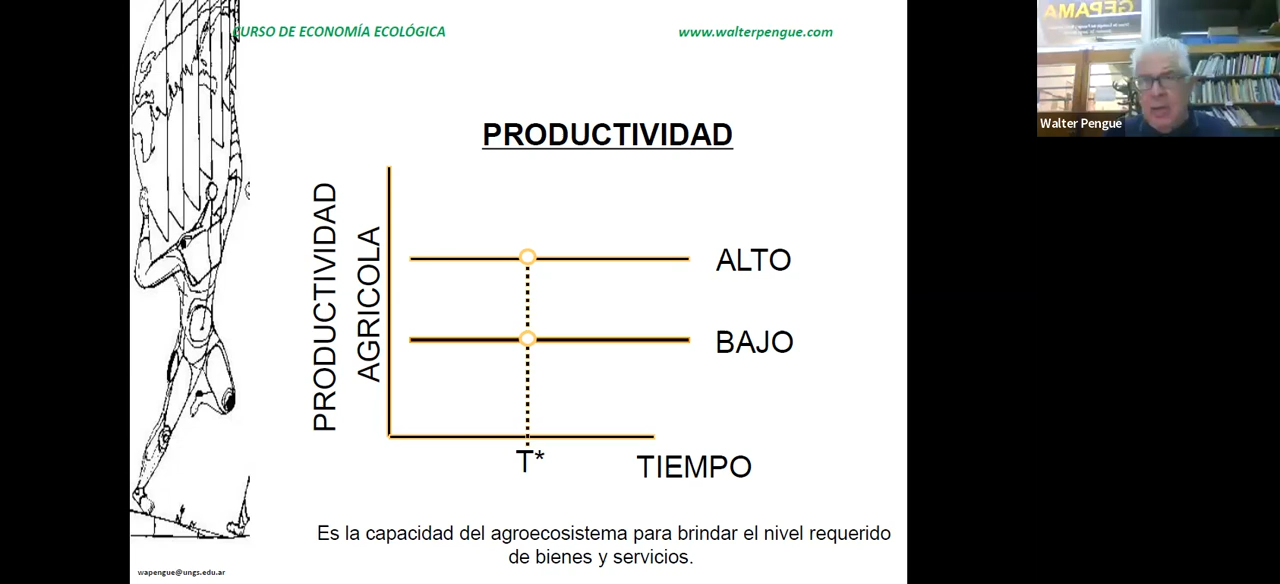 CURSO DE ECONOMÍA ECOLÓGICA
www.walterpengue.com
GEPAMA
Walter Pengue
PRODUCTIVIDAD
PRODUCTIVIDAD
AGRICOLA
ALTO
BAJO
T*
TIEMPO
Es la capacidad del agroecosistema para brindar el nivel requerido
de bienes y servicios.
wapengue@ungs.edu.ar